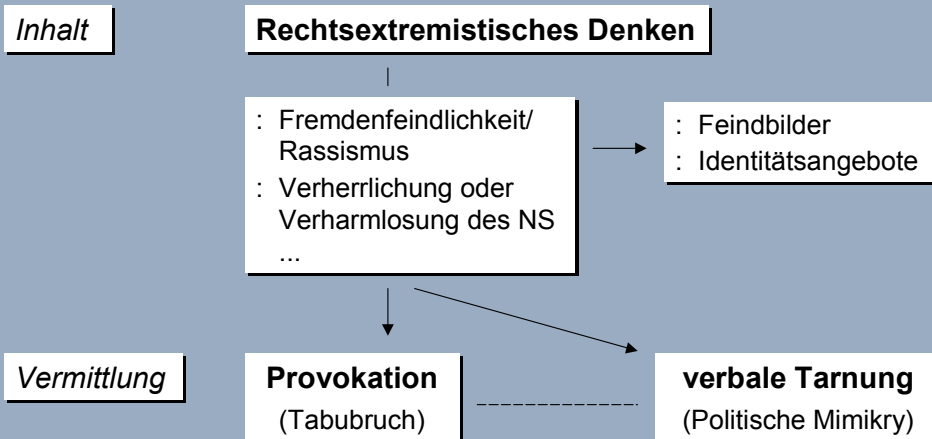 Inhalt
Rechtsextremistisches Denken
: Fremdenfeindlichkeit/
Rassismus
: Verherrlichung oder
Verharmlosung des NS
...
: Feindbilder
: Identitätsangebote
Vermittlung
Provokation
(Tabubruch)
verbale Tarnung
(Politische Mimikry)